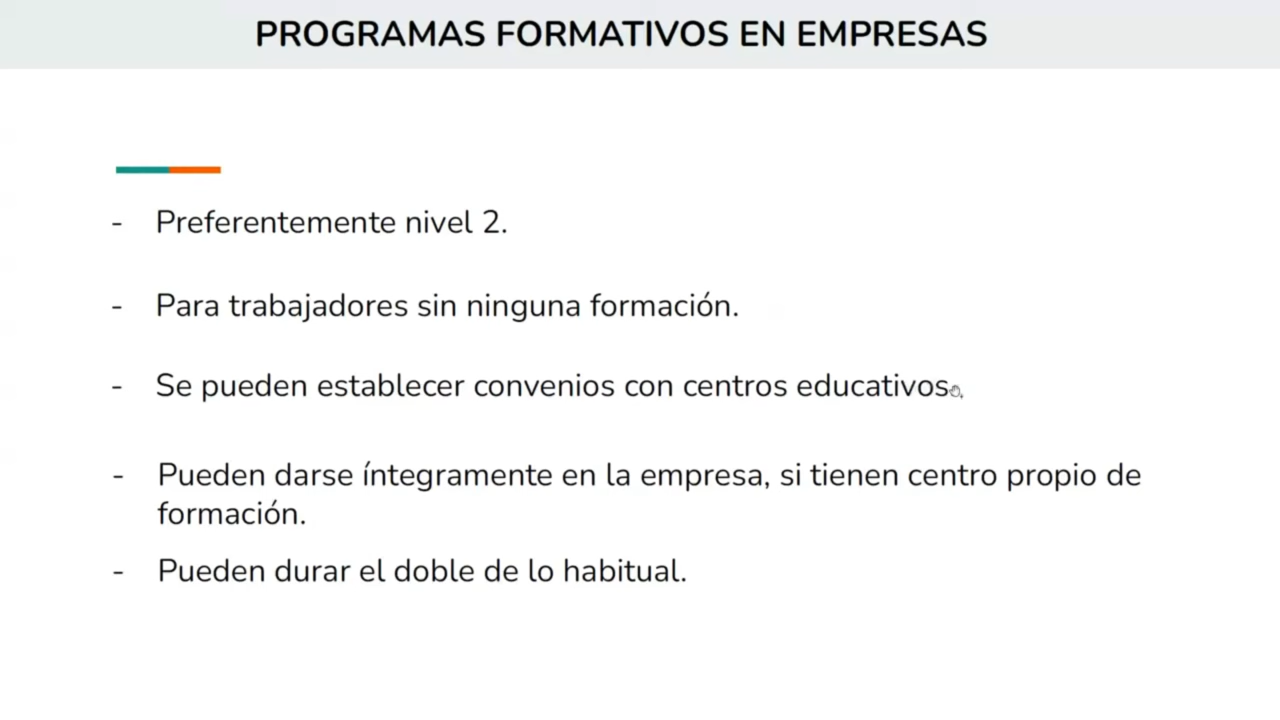 PROGRAMAS FORMATIVOS EN EMPRESAS
- Preferentemente nivel 2.
- Para trabajadores sin ninguna formación.
- Se pueden establecer convenios con centros educativos.
- Pueden darse íntegramente en la empresa, si tienen centro propio de
formación.
- Pueden durar el doble de lo habitual.